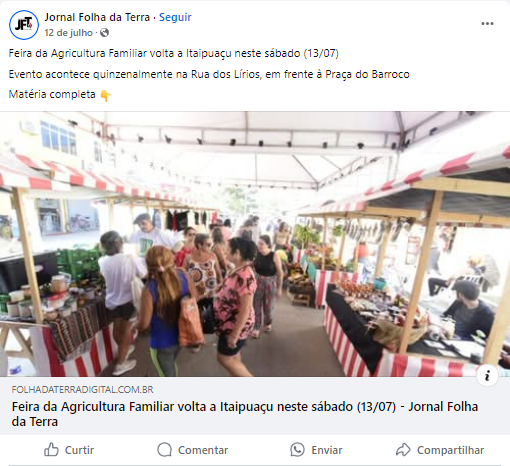 JFT
Jornal Folha da Terra · Seguir
12 de julho ·
Feira da Agricultura Familiar volta a Itaipuaçu neste sábado (13/07)
Evento acontece quinzenalmente na Rua dos Lírios, em frente à Praça do Barroco
Matéria completa 👇
i
FOLHADATERRADIGITAL.COM.BR
Feira da Agricultura Familiar volta a Itaipuaçu neste sábado (13/07) - Jornal Folha
da Terra
Curtir Comentar Enviar Compartilhar